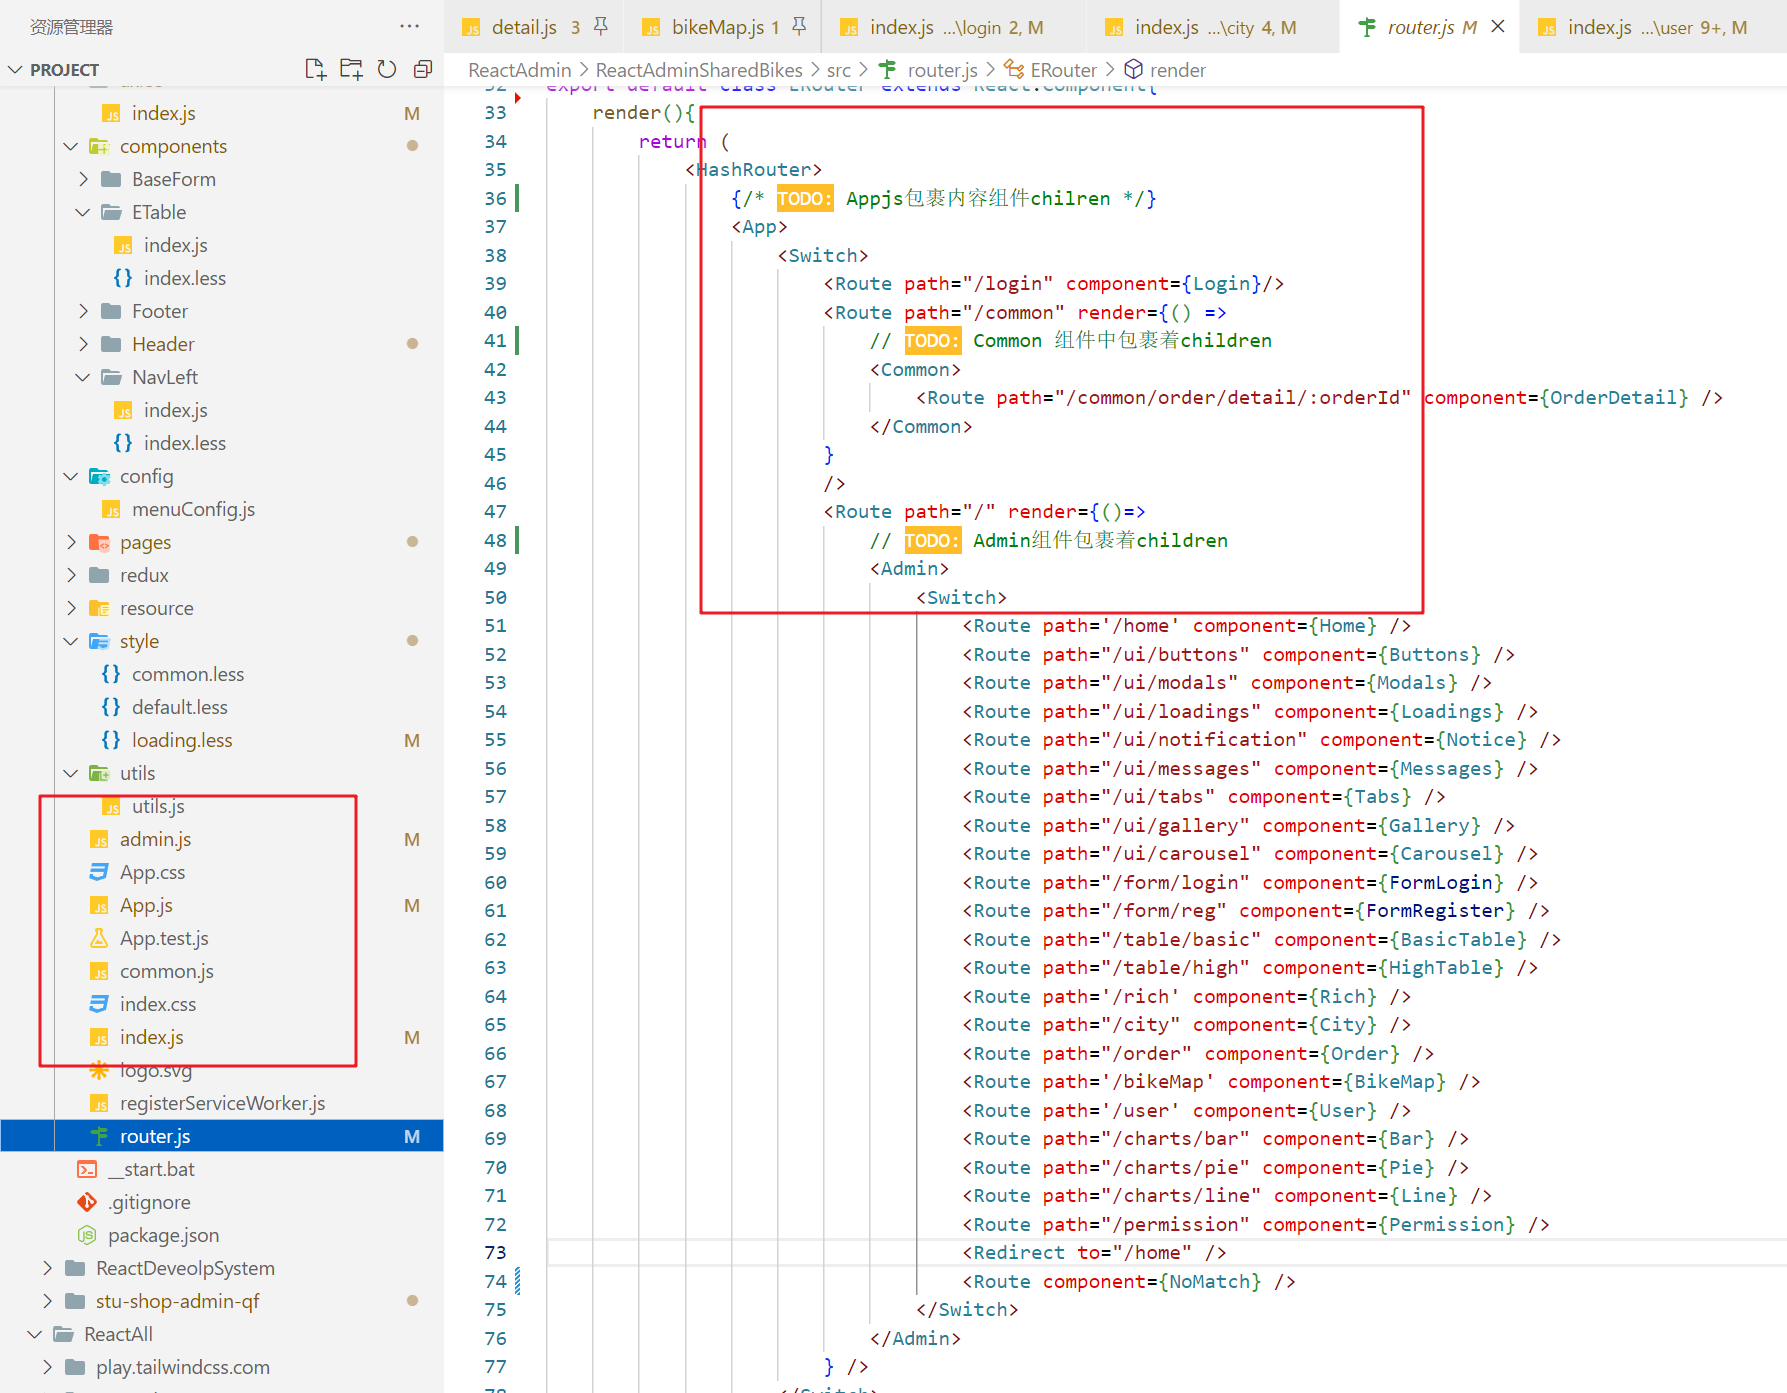 资源管理器
PROJECT
index.js M
components
BaseForm
ETable
index.js
index.less
Footer
Header
NavLeft
index.js
index.less
config
menuConfig.js
pages
redux
resource
style
common.less
default.less
loading.less M
utils
utils.js
admin.js M
App.css
App.js M
App.test.js
common.js
index.css
index.js M
logo.svg
registerServiceWorker.js
router.js M
__start.bat
.gitignore
package.json
ReactDeveolpSystem
stu-shop-admin-qf
ReactAll
play.tailwindcss.com
detail.js 3
bikeMap.js 1
index.js ...\login 2, M
index.js ...\city 4, M
router.js M
index.js ...\user 9+, M
ReactAdmin > ReactAdminSharedBikes > src > router.js > ERouter > render
32 export default class ERouter extends React.Component{
33 render(){
34 return (
35 <HashRouter>
36 {/* TODO: Appjs包裹内容组件chilren */}
37 <App>
38 <Switch>
39 <Route path="/login" component={Login}/>
40 <Route path="/common" render={() =>
41 // TODO: Common 组件中包裹着children
42 <Common>
43 <Route path="/common/order/detail/:orderId" component={OrderDetail} />
44 </Common>
45 }
46 />
47 <Route path="/" render={()=>
48 // TODO: Admin组件包裹着children
49 <Admin>
50 <Switch>
51 <Route path='/home' component={Home} />
52 <Route path="/ui/buttons" component={Buttons} />
53 <Route path="/ui/modals" component={Modals} />
54 <Route path="/ui/loadings" component={Loadings} />
55 <Route path="/ui/notification" component={Notice} />
56 <Route path="/ui/messages" component={Messages} />
57 <Route path="/ui/tabs" component={Tabs} />
58 <Route path="/ui/gallery" component={Gallery} />
59 <Route path="/ui/carousel" component={Carousel} />
60 <Route path="/form/login" component={FormLogin} />
61 <Route path="/form/reg" component={FormRegister} />
62 <Route path="/table/basic" component={BasicTable} />
63 <Route path="/table/high" component={HighTable} />
64 <Route path='/rich' component={Rich} />
65 <Route path="/city" component={City} />
66 <Route path="/order" component={Order} />
67 <Route path='/bikeMap' component={BikeMap} />
68 <Route path='/user' component={User} />
69 <Route path="/charts/bar" component={Bar} />
70 <Route path="/charts/pie" component={Pie} />
71 <Route path="/charts/line" component={Line} />
72 <Route path="/permission" component={Permission} />
73 <Redirect to="/home" />
74 <Route component={NoMatch} />
75 </Switch>
76 </Admin>
77 } />
78 </Switch>